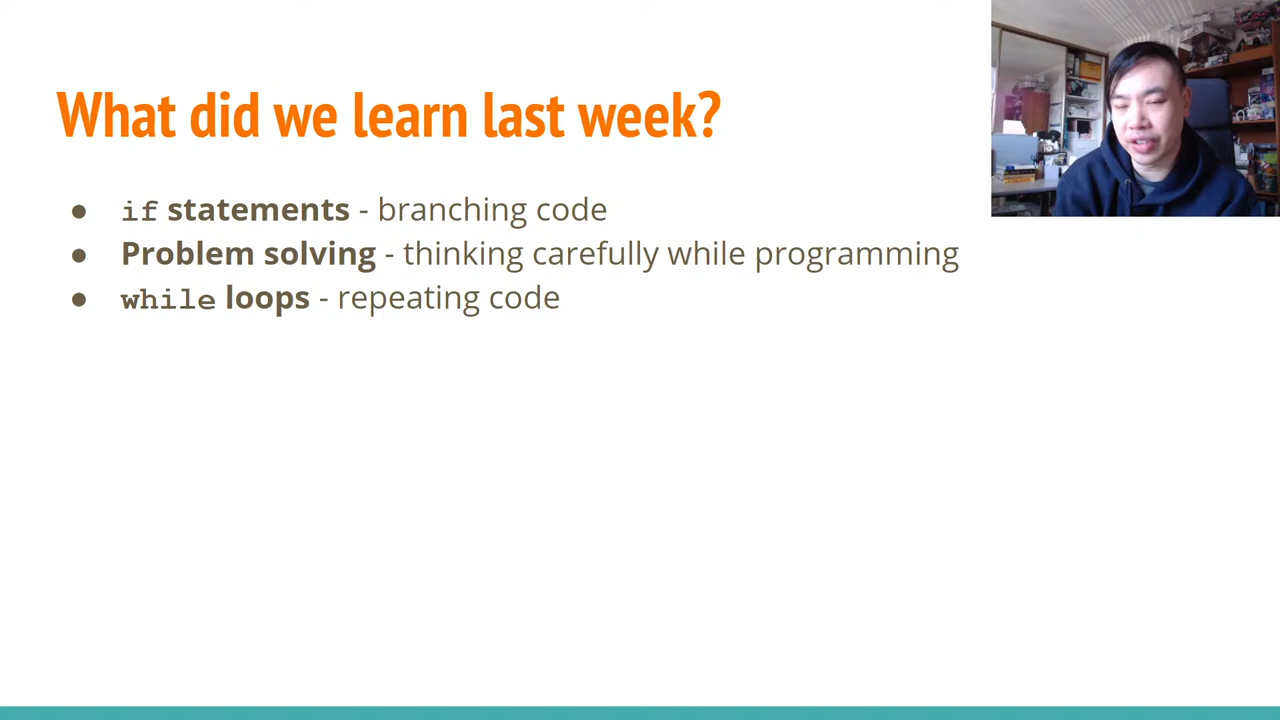 What did we learn last week?
● if statements - branching code
● Problem solving - thinking carefully while programming
● while loops - repeating code